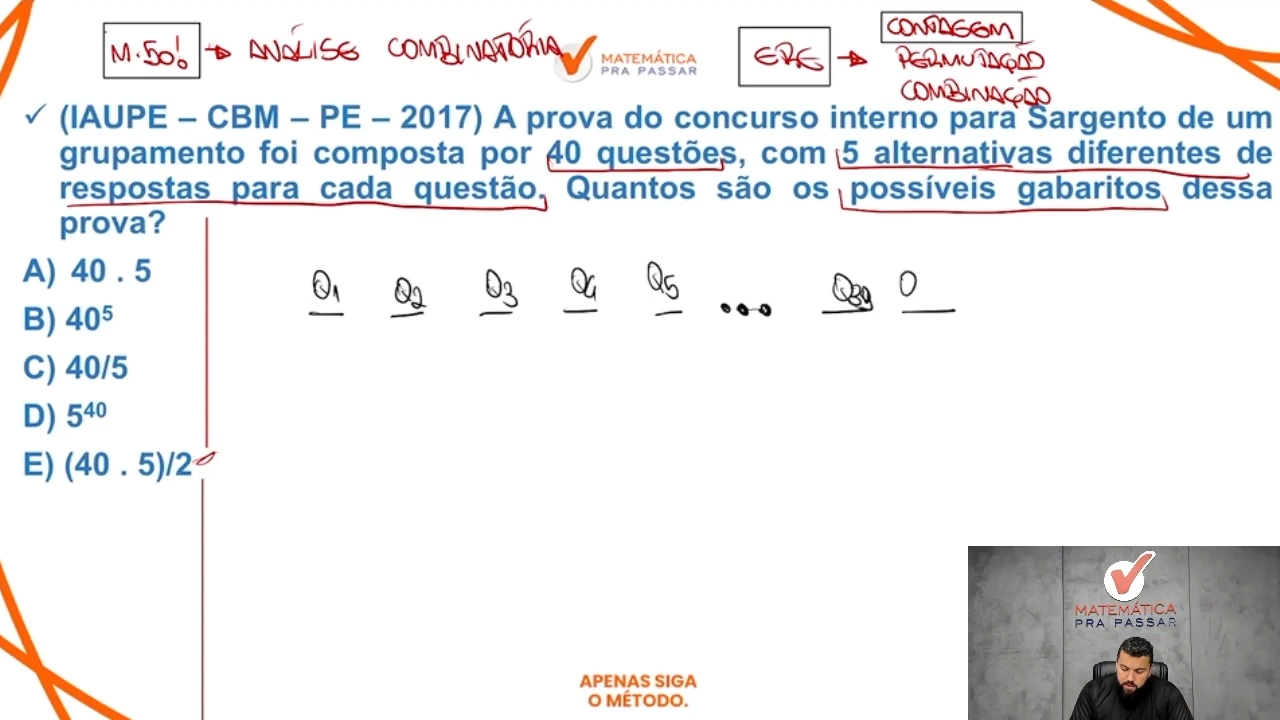 M.50! → ANÁLISE COMBINATÓRIA
MATEMÁTICA
PRA PASSAR
ERE →
CONTAGEM
PERMUTAÇÃO
COMBINAÇÃO
✓ (IAUPE – CBM – PE – 2017) A prova do concurso interno para Sargento de um
grupamento foi composta por 40 questões, com 5 alternativas diferentes de
respostas para cada questão. Quantos são os possíveis gabaritos dessa
prova?
A) 40 . 5
B) 40⁵
C) 40/5
D) 5⁴⁰
E) (40 . 5)/2
Q1 Q2 Q3 Q4 Q5 ... Q39 Q
MATEMÁTICA
PRA PASSAR
APENAS SIGA
O MÉTODO.